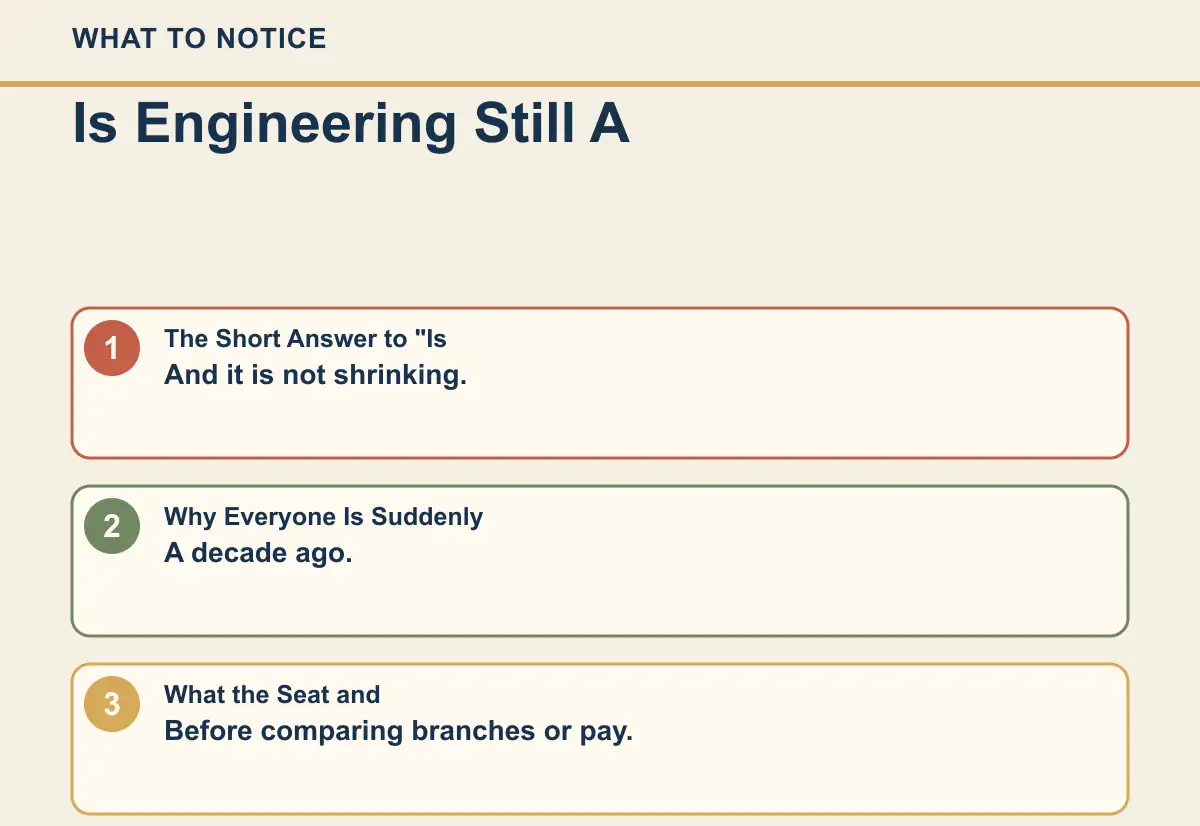 WHAT TO NOTICE
Is Engineering Still A
1
The Short Answer to "Is
And it is not shrinking.
2
Why Everyone Is Suddenly
A decade ago.
3
What the Seat and
Before comparing branches or pay.